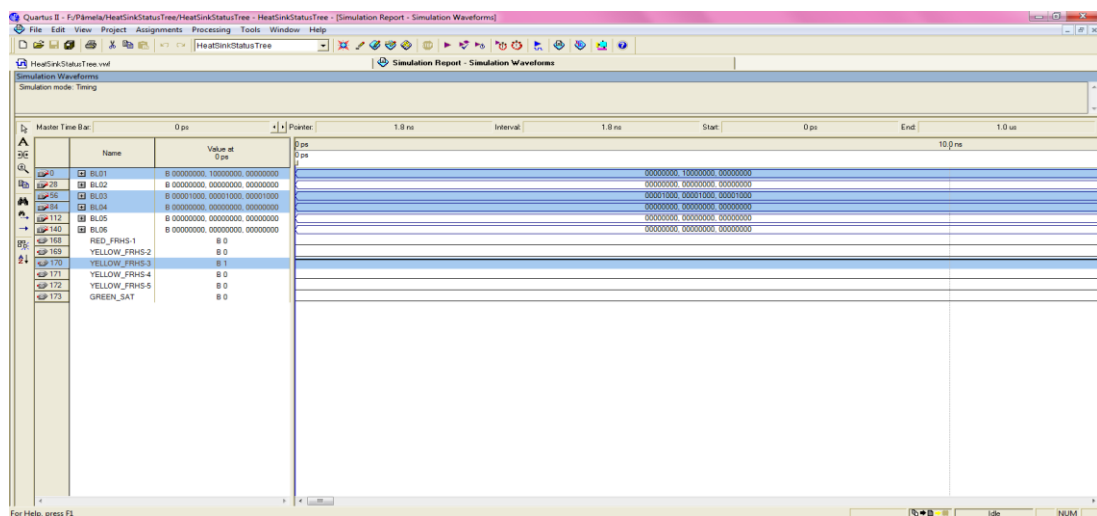 Quartus II - F:/Pâmela/HeatSinkStatusTree/HeatSinkStatusTree - HeatSinkStatusTree - [Simulation Report - Simulation Waveforms]
File Edit View Project Assignments Processing Tools Window Help
HeatSinkStatusTree
HeatSinkStatusTree.vwf Simulation Report - Simulation Waveforms
Simulation Waveforms
Simulation mode: Timing
Master Time Bar: 0 ps Pointer: 1.8 ns Interval: 1.8 ns Start: 0 ps End: 1.0 us
Name Value at 0 ps 0 ps 10.0 ns
0 ps
0 BL01 B 00000000, 10000000, 00000000 00000000, 10000000, 00000000
28 BL02 B 00000000, 00000000, 00000000 00000000, 00000000, 00000000
56 BL03 B 00001000, 00001000, 00001000 00001000, 00001000, 00001000
84 BL04 B 00000000, 00000000, 00000000 00000000, 00000000, 00000000
112 BL05 B 00000000, 00000000, 00000000 00000000, 00000000, 00000000
140 BL06 B 00000000, 00000000, 00000000 00000000, 00000000, 00000000
168 RED_FRHS-1 B 0
169 YELLOW_FRHS-2 B 0
170 YELLOW_FRHS-3 B 1
171 YELLOW_FRHS-4 B 0
172 YELLOW_FRHS-5 B 0
173 GREEN_SAT B 0
For Help, press F1 Idle NUM